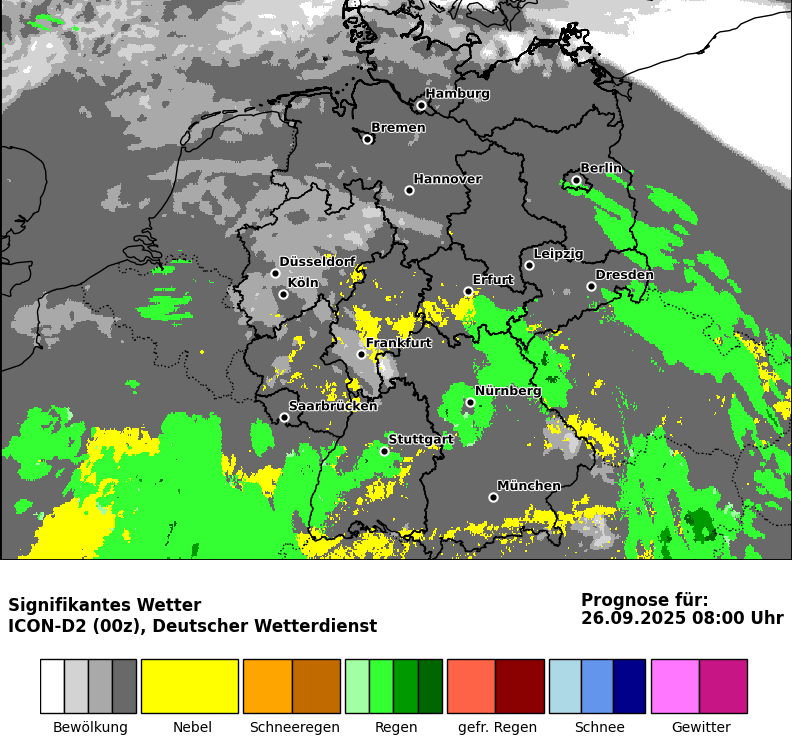 Hamburg
Bremen
Berlin
Hannover
Düsseldorf
Leipzig
Köln
Erfurt
Dresden
Frankfurt
Nürnberg
Saarbrücken
Stuttgart
München
Signifikantes Wetter
ICON-D2 (00z), Deutscher Wetterdienst
Prognose für:
26.09.2025 08:00 Uhr
Bewölkung Nebel Schneeregen Regen gefr. Regen Schnee Gewitter